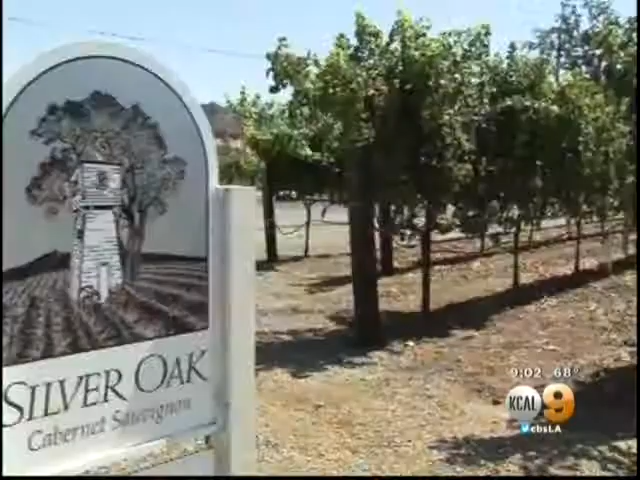 SILVER OAK
Cabernet Sauvignon
9:02 68°
KCAL 9
cbsLA